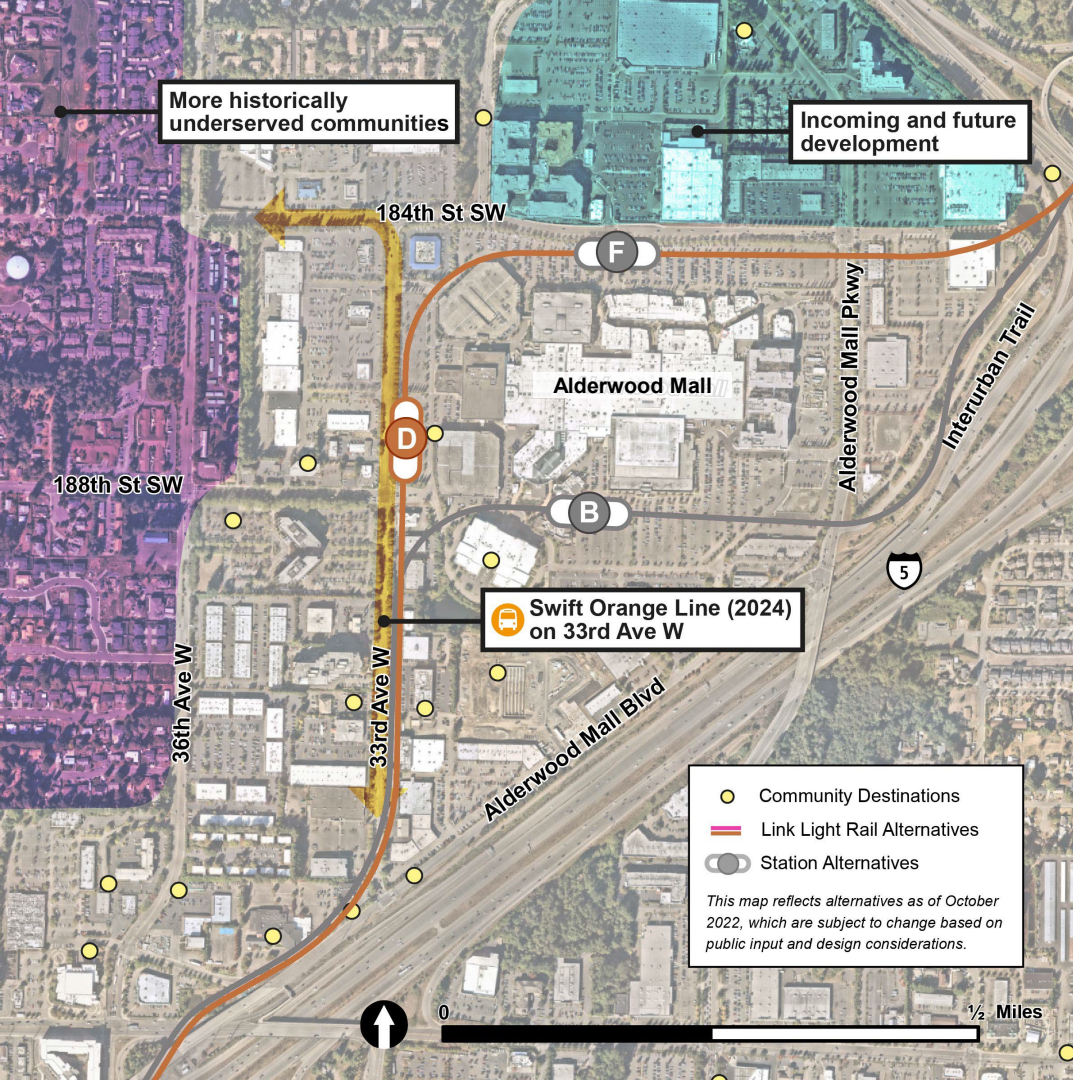 More historically
underserved communities
Incoming and future
development
184th St SW
F
Alderwood Mall Pkwy
Interurban Trail
Alderwood Mall
D
188th St SW
B
5
Swift Orange Line (2024)
on 33rd Ave W
36th Ave W
33rd Ave W
Alderwood Mall Blvd
Community Destinations
Link Light Rail Alternatives
Station Alternatives
This map reflects alternatives as of October
2022, which are subject to change based on
public input and design considerations.
0
½ Miles